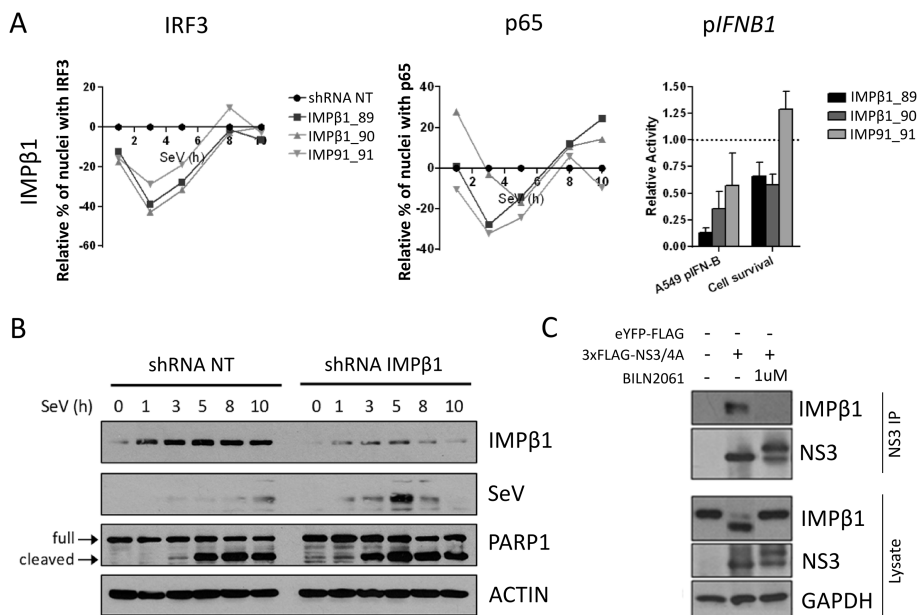 A
IRF3
p65
pIFNB1
IMPβ1
Relative % of nuclei with IRF3
20
0
-20
-40
-60
2
4
6
8
10
SeV (h)
shRNA NT
IMPβ1_89
IMPβ1_90
IMP91_91
Relative % of nuclei with p65
40
20
0
-20
-40
2
4
6
8
10
SeV (h)
Relative Activity
1.50
1.25
1.00
0.75
0.50
0.25
0.00
A549 pIFN-B
Cell survival
IMPβ1_89
IMPβ1_90
IMP91_91
B
shRNA NT
shRNA IMPβ1
SeV (h)
0 1 3 5 8 10
0 1 3 5 8 10
IMPβ1
SeV
full
cleaved
PARP1
ACTIN
C
eYFP-FLAG - - -
3xFLAG-NS3/4A - + +
BILN2061 - - 1uM
IMPβ1
NS3
NS3 IP
IMPβ1
NS3
GAPDH
Lysate